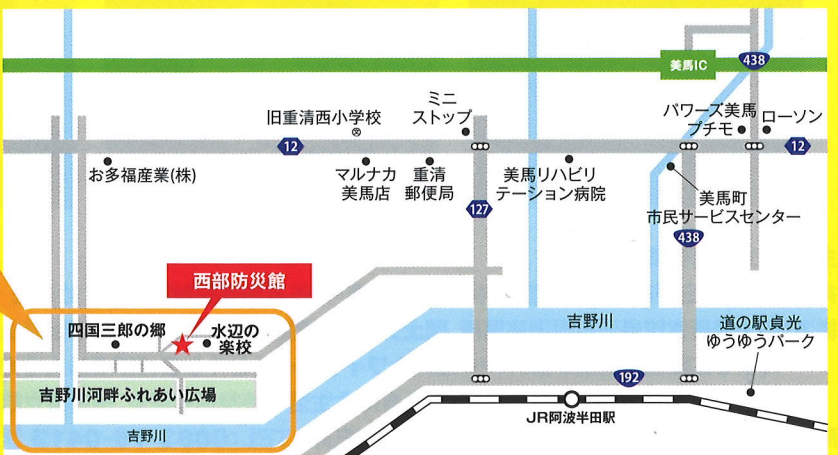 美馬IC
438
ミニ
ストップ
旧重清西小学校
パワーズ美馬
プチモ
ローソン
12
12
お多福産業(株)
マルナカ
美馬店
重清
郵便局
美馬リハビリ
テーション病院
美馬町
市民サービスセンター
127
438
西部防災館
四国三郎の郷
水辺の
楽校
吉野川
道の駅貞光
ゆうゆうパーク
192
吉野川河畔ふれあい広場
JR阿波半田駅
吉野川